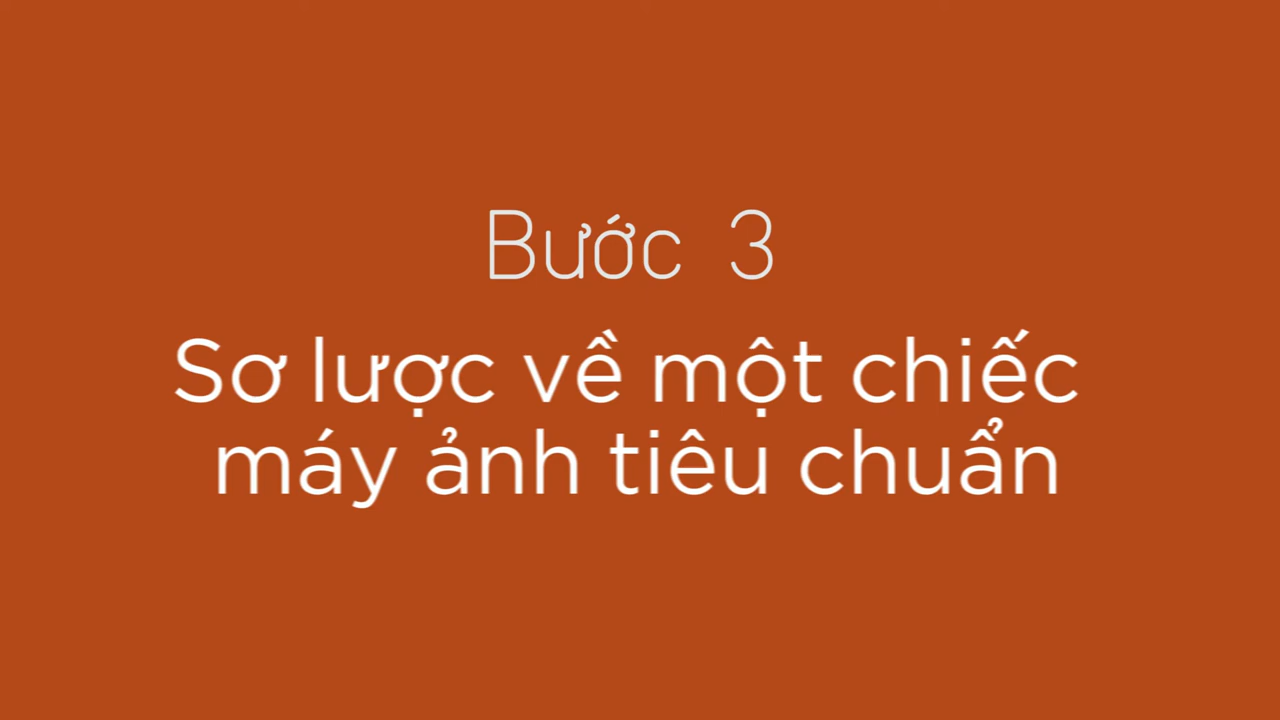 Bước 3
Sơ lược về một chiếc
máy ảnh tiêu chuẩn